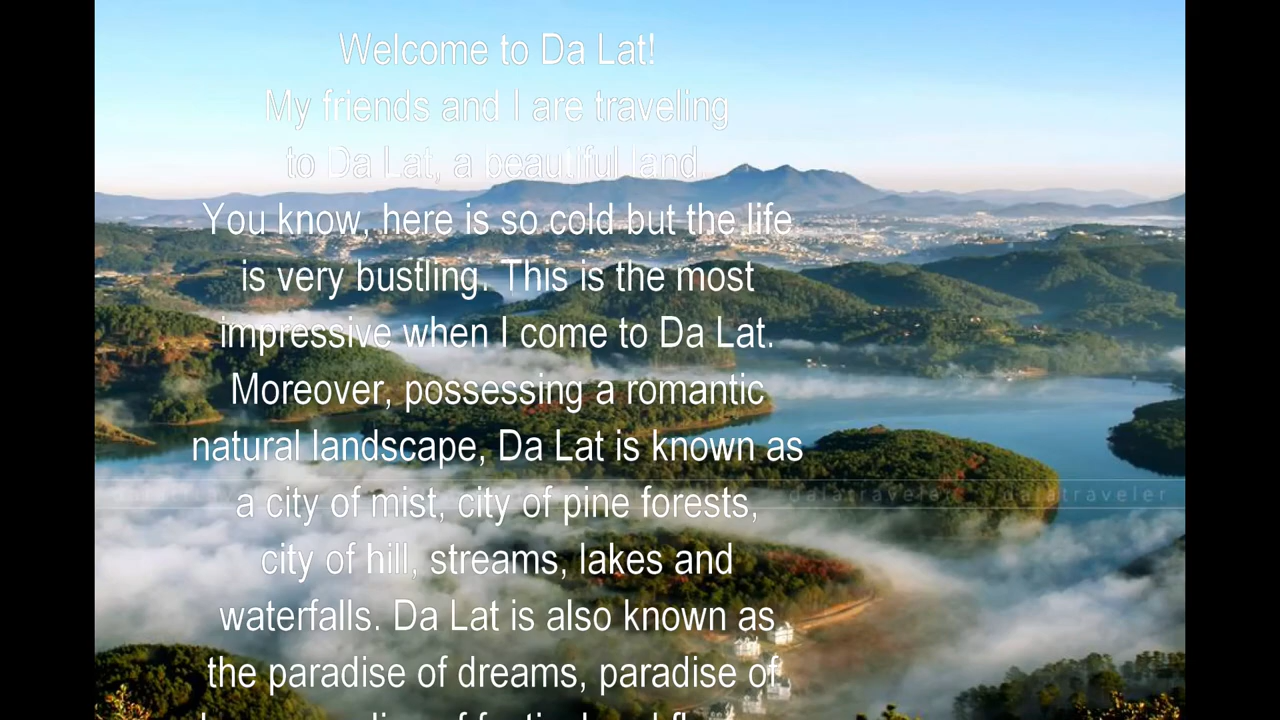 Welcome to Da Lat!
My friends and I are traveling
to Da Lat, a beautiful land
You know, here is so cold but the life
is very bustling. This is the most
impressive when I come to Da Lat.
Moreover, possessing a romantic
natural landscape, Da Lat is known as
a city of mist, city of pine forests,
dalatraveler dalatraveler
city of hill, streams, lakes and
waterfalls. Da Lat is also known as
the paradise of dreams, paradise of